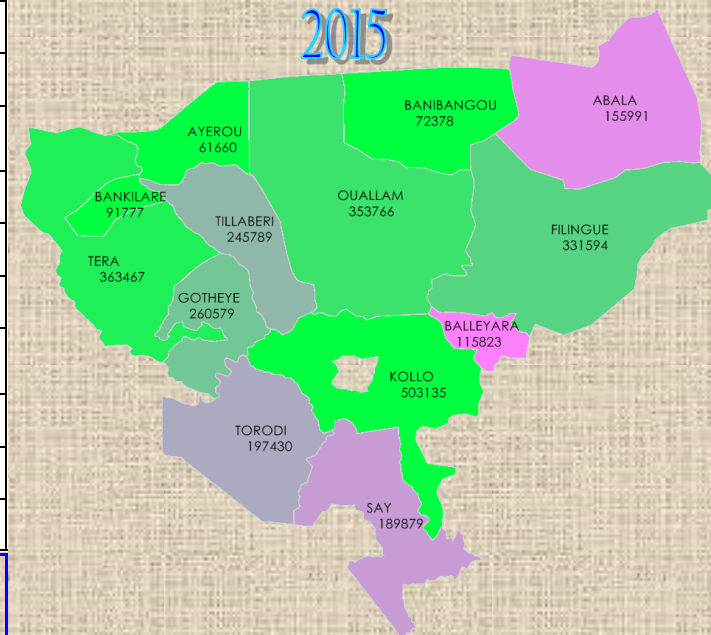 2015
ABALA
155991
BANIBANGOU
72378
AYEROU
61660
BANKILARE
91777
OUALLAM
353766
TILLABERI
245789
FILINGUE
331594
TERA
363467
GOTHEYE
260579
BALLEYARA
115823
KOLLO
503135
TORODI
197430
SAY
189879